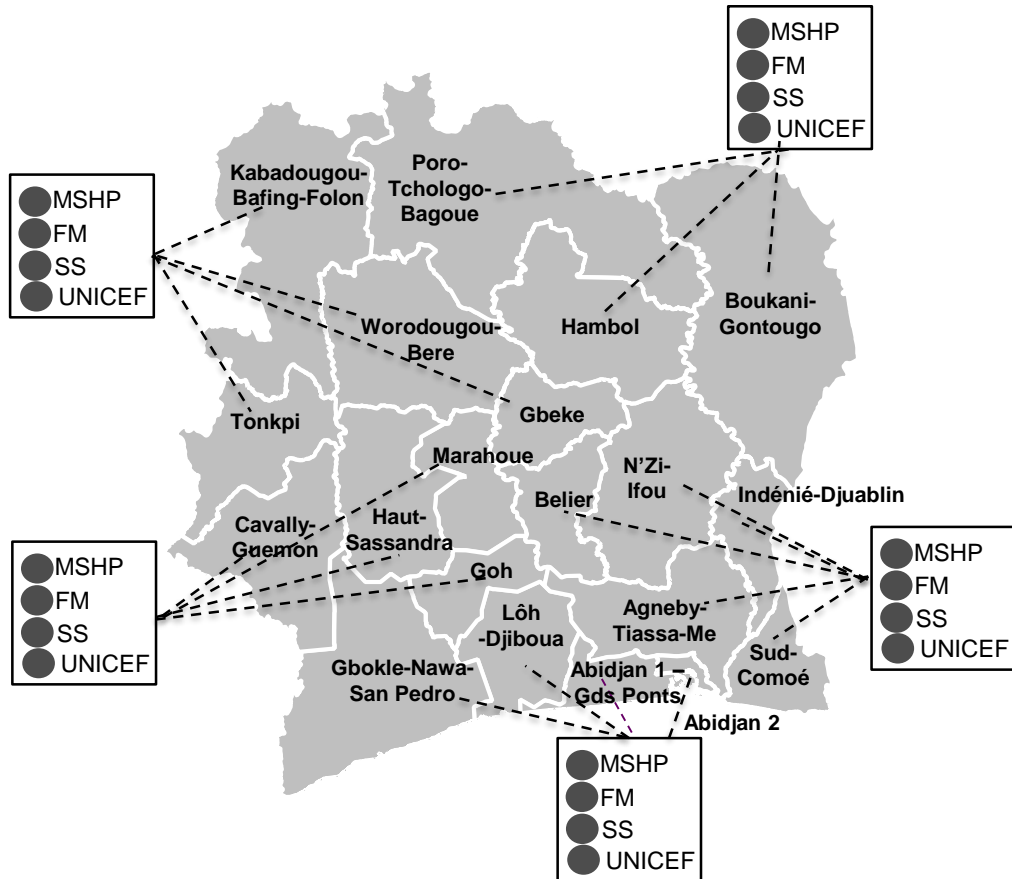 MSHP
FM
SS
UNICEF
Kabadougou-
Bafing-Folon
Poro-
Tchologo-
Bagoue
MSHP
FM
SS
UNICEF
Worodougou-
Bere
Hambol
Boukani-
Gontougo
Tonkpi
Gbeke
Marahoue
N'Zi-
Ifou
Belier
Indénié-Djuablin
Cavally-
Guemon
Haut-
Sassandra
MSHP
FM
SS
UNICEF
MSHP
FM
SS
UNICEF
Goh
Lôh
-Djiboua
Agneby-
Tiassa-Me
Sud-
Comoé
Gbokle-Nawa-
San Pedro
Abidjan 1
Gds Ponts
Abidjan 2
MSHP
FM
SS
UNICEF